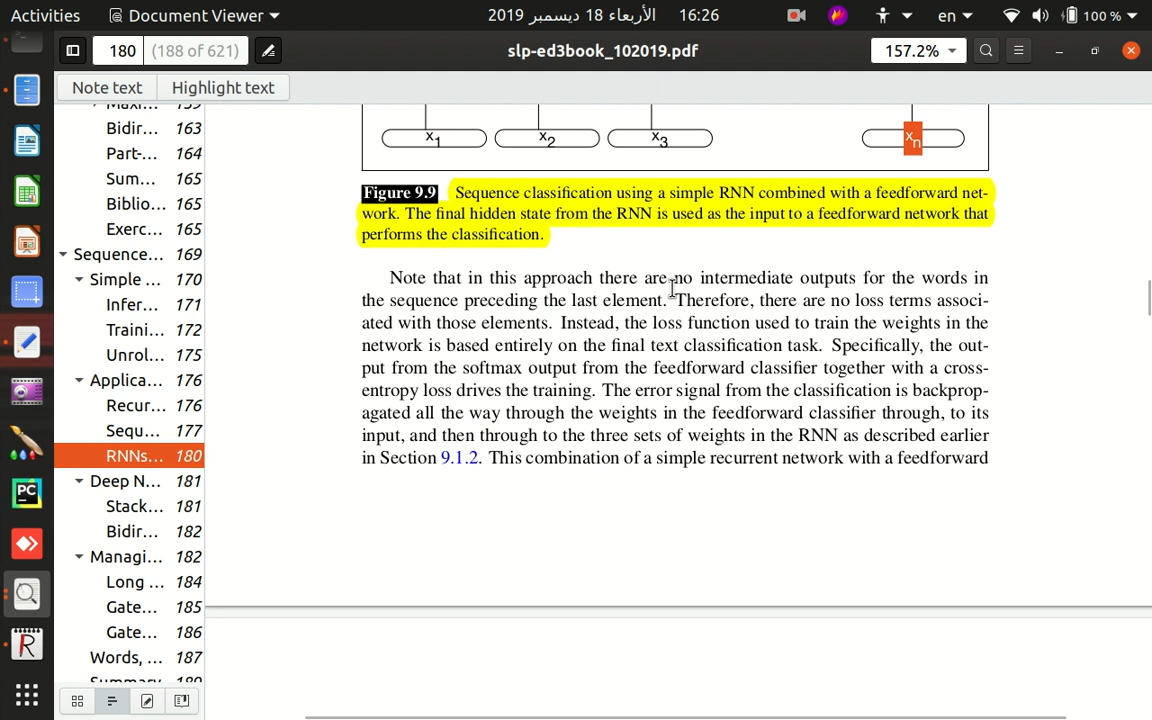 Activities Document Viewer 2019 الأربعاء 18 ديسمبر 16:26 en 100 %
180 (188 of 621) slp-ed3book_102019.pdf 157.2%
Note text Highlight text
Maxi... 159
Bidir... 163
Part-... 164
Sum... 165
Biblio... 165
Exerc... 165
Sequence... 169
Simple ... 170
Infer... 171
Traini... 172
Unrol... 175
Applica... 176
Recur... 176
Sequ... 177
RNNs... 180
Deep N... 181
Stack... 181
Bidir... 182
Managi... 182
Long ... 184
Gate... 185
Gate... 186
Words, ... 187
Summary 189
x1 x2 x3 xn
Figure 9.9 Sequence classification using a simple RNN combined with a feedforward net-
work. The final hidden state from the RNN is used as the input to a feedforward network that
performs the classification.
Note that in this approach there are no intermediate outputs for the words in
the sequence preceding the last element. Therefore, there are no loss terms associ-
ated with those elements. Instead, the loss function used to train the weights in the
network is based entirely on the final text classification task. Specifically, the out-
put from the softmax output from the feedforward classifier together with a cross-
entropy loss drives the training. The error signal from the classification is backprop-
agated all the way through the weights in the feedforward classifier through, to its
input, and then through to the three sets of weights in the RNN as described earlier
in Section 9.1.2. This combination of a simple recurrent network with a feedforward
PC
R